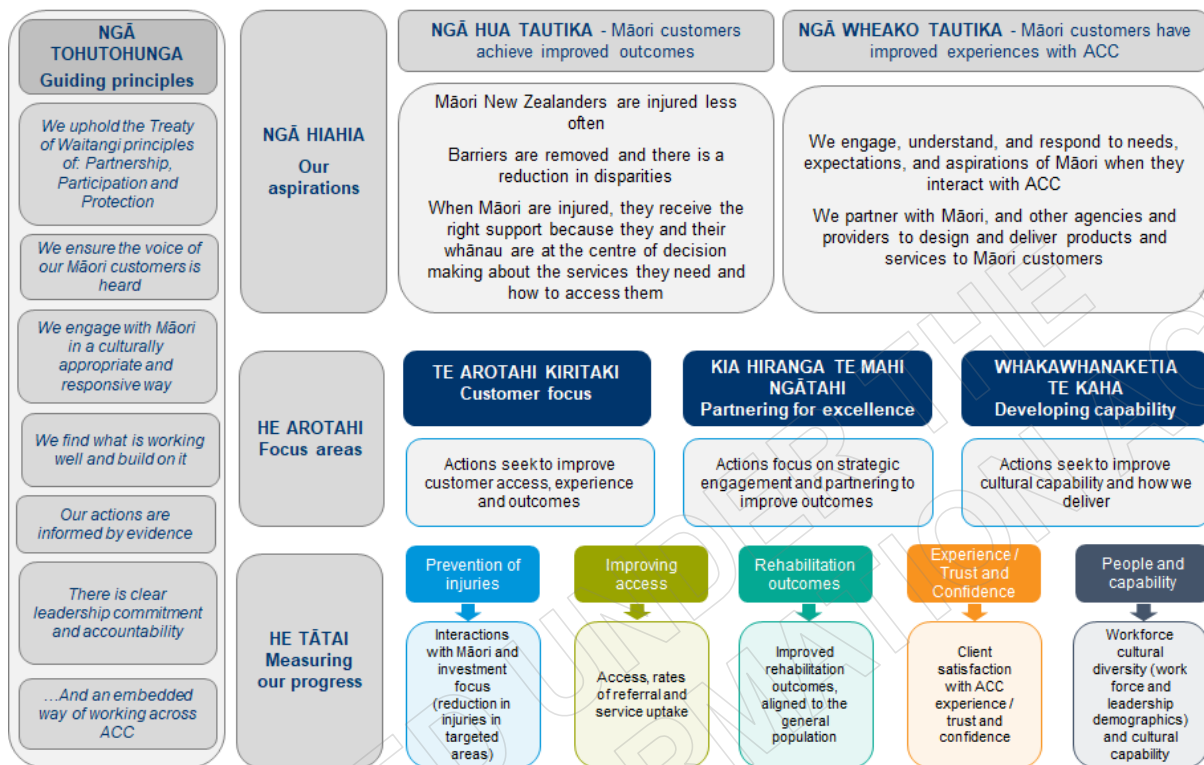 NGĀ
TOHUTOHUNGA
Guiding principles
We uphold the Treaty
of Waitangi principles
of: Partnership,
Participation and
Protection
We ensure the voice of
our Māori customers is
heard
We engage with Māori
in a culturally
appropriate and
responsive way
We find what is working
well and build on it
Our actions are
informed by evidence
There is clear
leadership commitment
and accountability
...And an embedded
way of working across
ACC
NGĀ HIAHIA
Our
aspirations
NGĀ HUA TAUTIKA - Māori customers
achieve improved outcomes
Māori New Zealanders are injured less
often
Barriers are removed and there is a
reduction in disparities
When Māori are injured, they receive the
right support because they and their
whānau are at the centre of decision
making about the services they need and
how to access them
NGĀ WHEAKO TAUTIKA - Māori customers have
improved experiences with ACC
We engage, understand, and respond to needs,
expectations, and aspirations of Māori when they
interact with ACC
We partner with Māori, and other agencies and
providers to design and deliver products and
services to Māori customers
HE AROTAHI
Focus areas
TE AROTAHI KIRITAKI
Customer focus
Actions seek to improve
customer access, experience
and outcomes
KIA HIRANGA TE MAHI
NGĀTAHI
Partnering for excellence
Actions focus on strategic
engagement and partnering to
improve outcomes
WHAKAWHANAKETIA
TE KAHA
Developing capability
Actions seek to improve
cultural capability and how we
deliver
HE TĀTAI
Measuring
our progress
Prevention of
injuries
Interactions
with Māori and
investment
focus
(reduction in
injuries in
targeted
areas)
Improving
access
Access, rates
of referral and
service uptake
Rehabilitation
outcomes
Improved
rehabilitation
outcomes,
aligned to the
general
population
Experience /
Trust and
Confidence
Client
satisfaction
with ACC
experience /
trust and
confidence
People and
capability
Workforce
cultural
diversity (work
force and
leadership
demographics)
and cultural
capability
UNDER THE